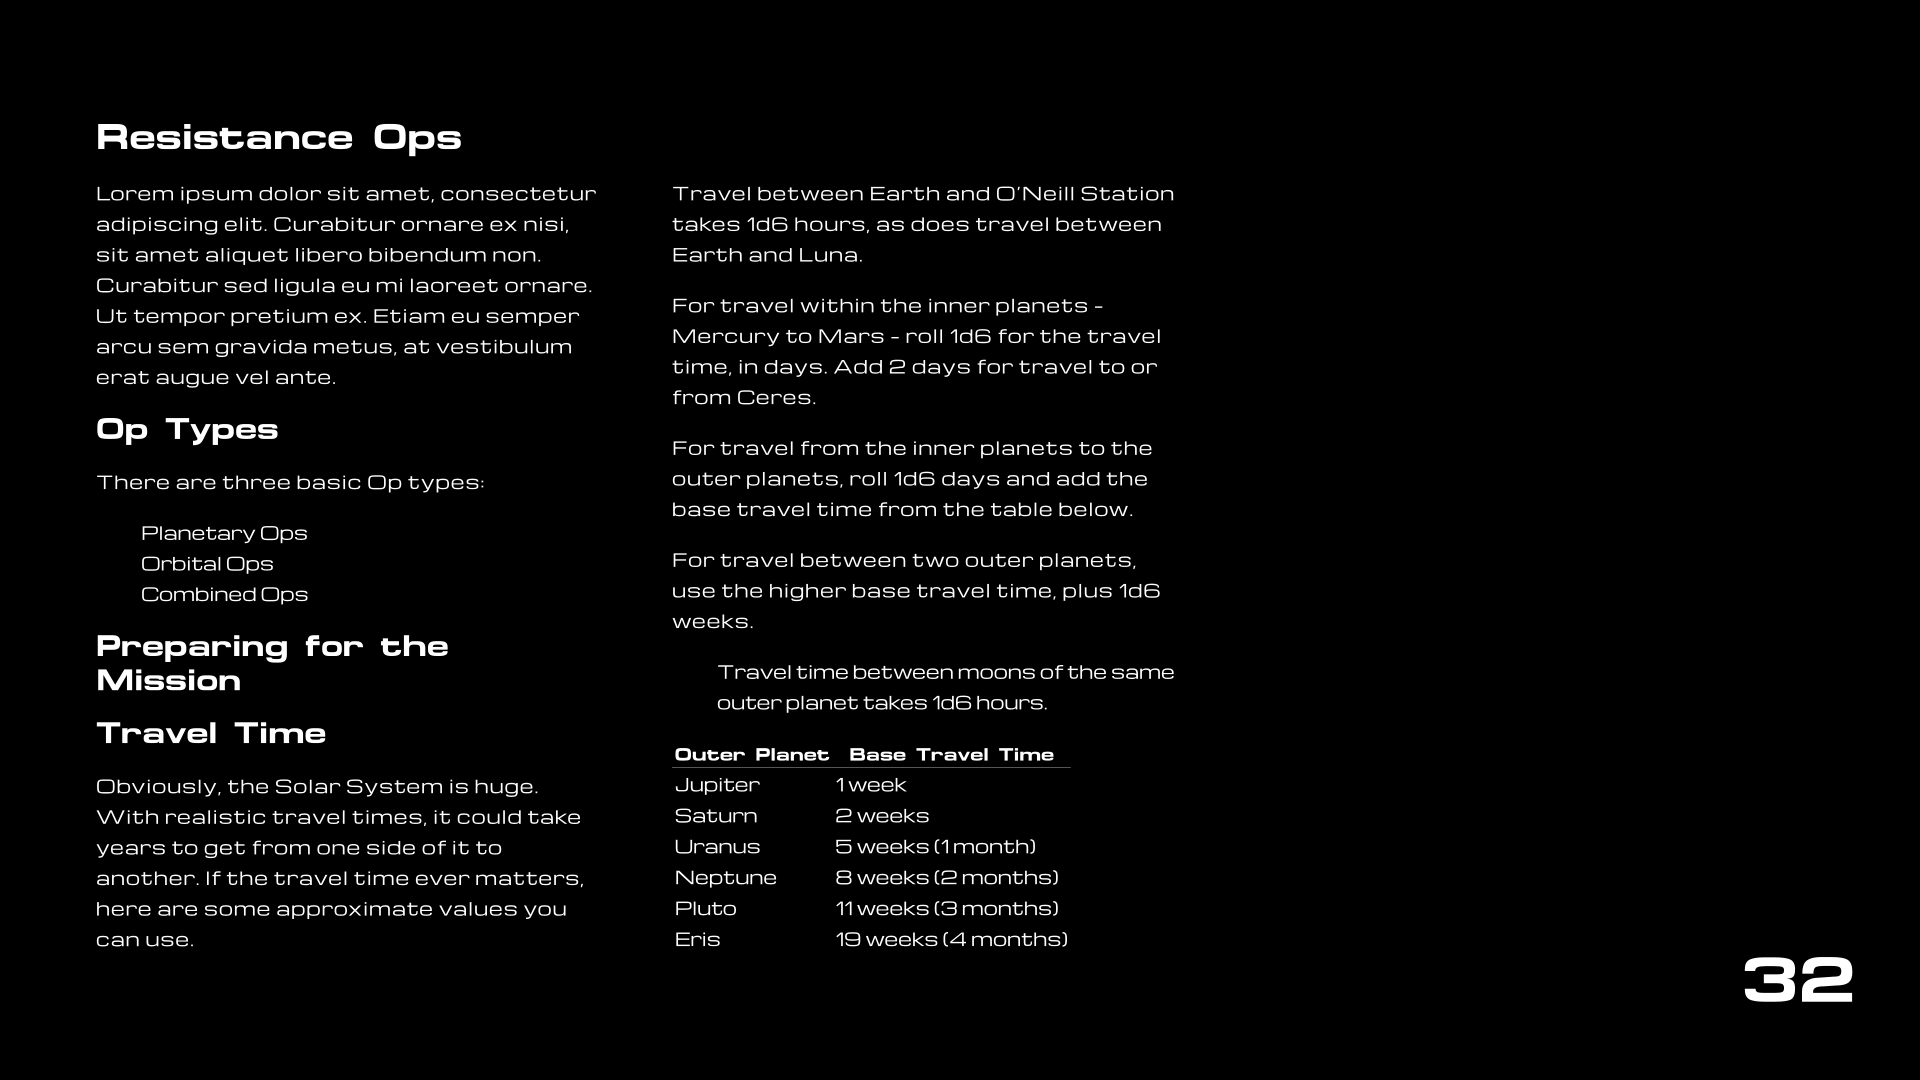 Resistance Ops
Lorem ipsum dolor sit amet, consectetur
adipiscing elit. Curabitur ornare ex nisi,
sit amet aliquet libero bibendum non.
Curabitur sed ligula eu mi laoreet ornare.
Ut tempor pretium ex. Etiam eu semper
arcu sem gravida metus, at vestibulum
erat augue vel ante.
Op Types
There are three basic Op types:
Planetary Ops
Orbital Ops
Combined Ops
Preparing for the
Mission
Travel Time
Obviously, the Solar System is huge.
With realistic travel times, it could take
years to get from one side of it to
another. If the travel time ever matters,
here are some approximate values you
can use.
Travel between Earth and O’Neill Station
takes 1d6 hours, as does travel between
Earth and Luna.
For travel within the inner planets -
Mercury to Mars - roll 1d6 for the travel
time, in days. Add 2 days for travel to or
from Ceres.
For travel from the inner planets to the
outer planets, roll 1d6 days and add the
base travel time from the table below.
For travel between two outer planets,
use the higher base travel time, plus 1d6
weeks.
Travel time between moons of the same
outer planet takes 1d6 hours.
Outer Planet Base Travel Time
Jupiter 1 week
Saturn 2 weeks
Uranus 5 weeks (1 month)
Neptune 8 weeks (2 months)
Pluto 11 weeks (3 months)
Eris 19 weeks (4 months)
32